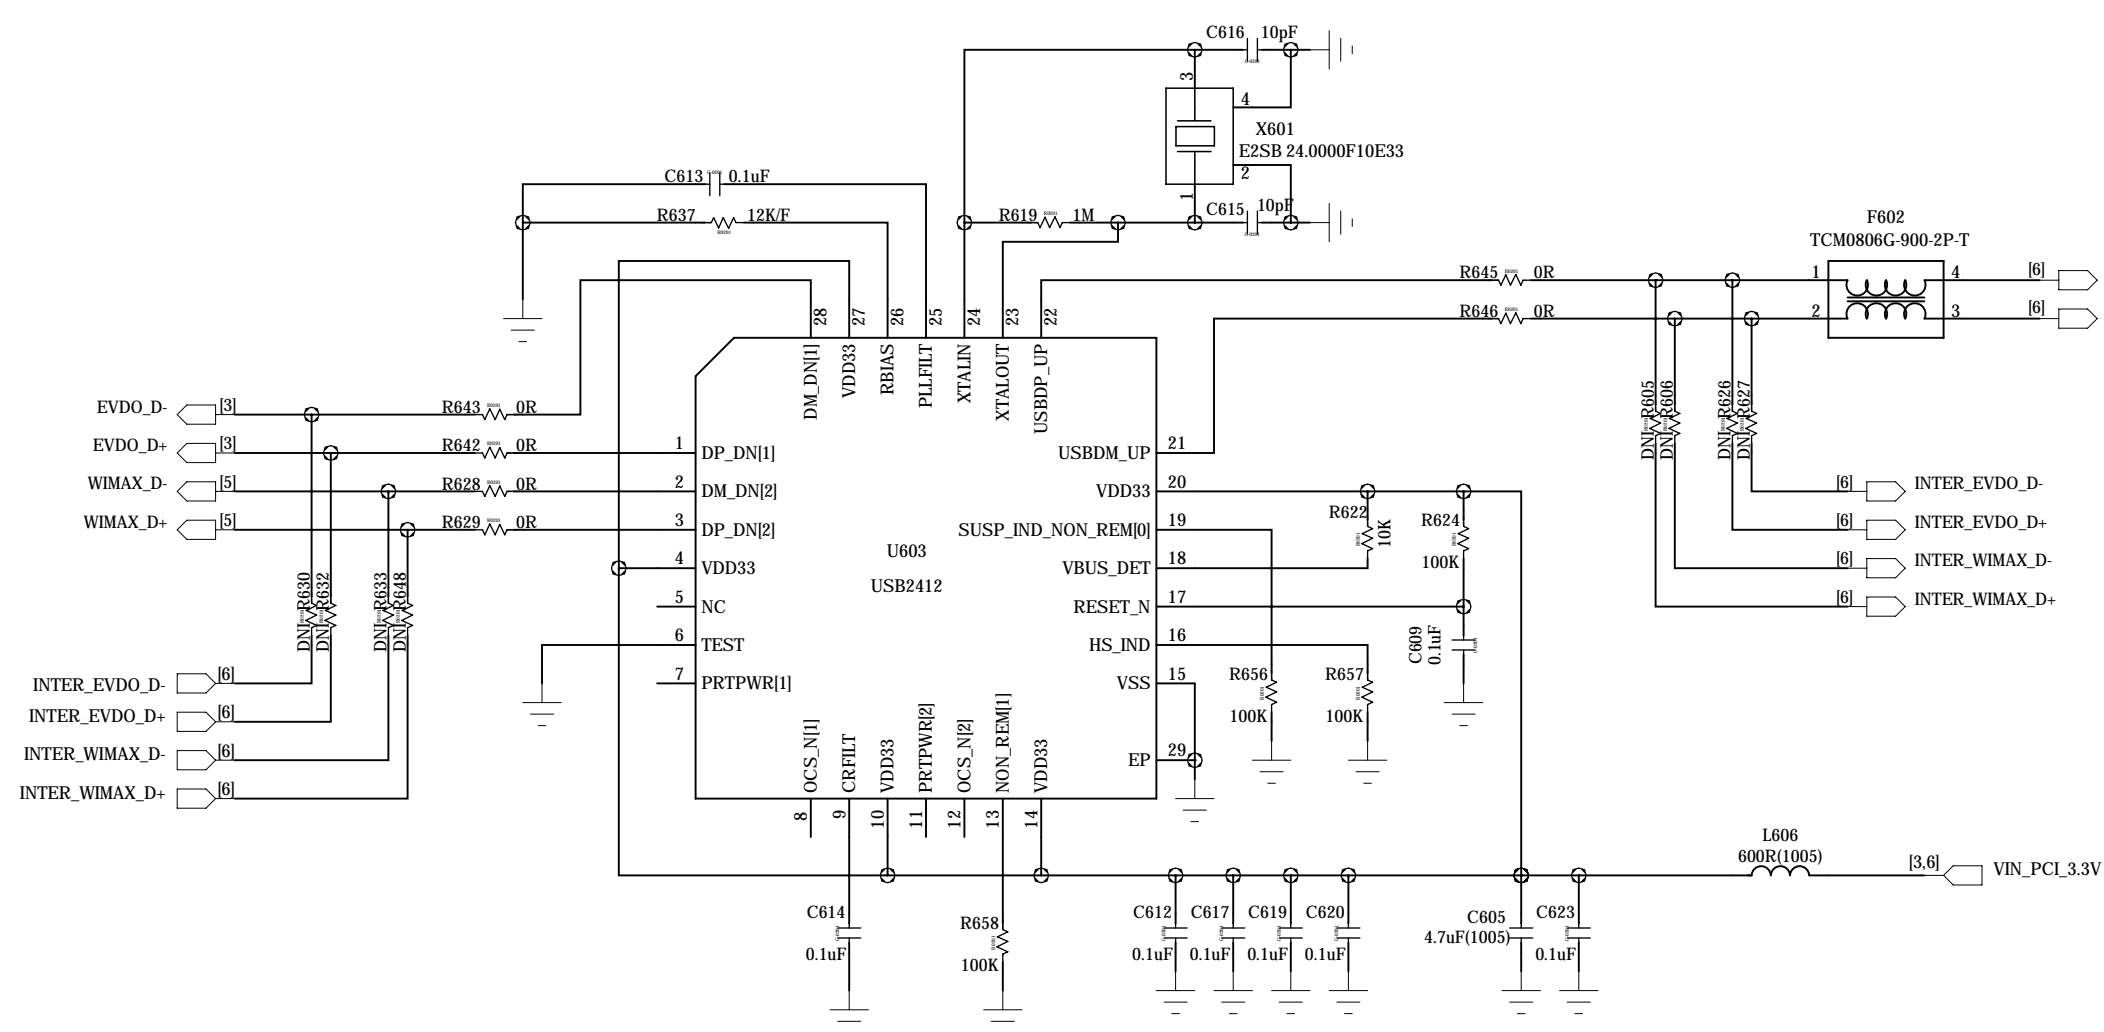 C616 10pF
3
4
X601
E2SB 24.0000F10E33
2
1
C613 0.1uF
R637 12K/F
R619 1M
C615 10pF
F602
TCM0806G-900-2P-T
R645 0R
1
4
[6]
R646 0R
2
3
[6]
28
27
26
25
24
23
22
DM_DN[1]
VDD33
RBIAS
PLLFILT
XTALIN
XTALOUT
USBDP_UP
EVDO_D- [3]
R643 0R
EVDO_D+ [3]
R642 0R
1 DP_DN[1]
WIMAX_D- [5]
R628 0R
2 DM_DN[2]
WIMAX_D+ [5]
R629 0R
3 DP_DN[2]
4 VDD33
5 NC
6 TEST
7 PRTPWR[1]
U603
USB2412
USBDM_UP 21
VDD33 20
SUSP_IND_NON_REM[0] 19
VBUS_DET 18
RESET_N 17
HS_IND 16
VSS 15
EP 29
R622
10K
R624
100K
C609
0.1uF
R656
100K
R657
100K
DNI R605
DNI R606
DNI R626
DNI R627
[6] INTER_EVDO_D-
[6] INTER_EVDO_D+
[6] INTER_WIMAX_D-
[6] INTER_WIMAX_D+
DNI R630
DNI R632
DNI R633
DNI R648
INTER_EVDO_D- [6]
INTER_EVDO_D+ [6]
INTER_WIMAX_D- [6]
INTER_WIMAX_D+ [6]
OCS_N[1]
CRFILT
VDD33
PRTPWR[2]
OCS_N[2]
NON_REM[1]
VDD33
8
9
10
11
12
13
14
L606
600R(1005)
[3,6] VIN_PCI_3.3V
C614
0.1uF
R658
100K
C612
0.1uF
C617
0.1uF
C619
0.1uF
C620
0.1uF
C605
4.7uF(1005)
C623
0.1uF